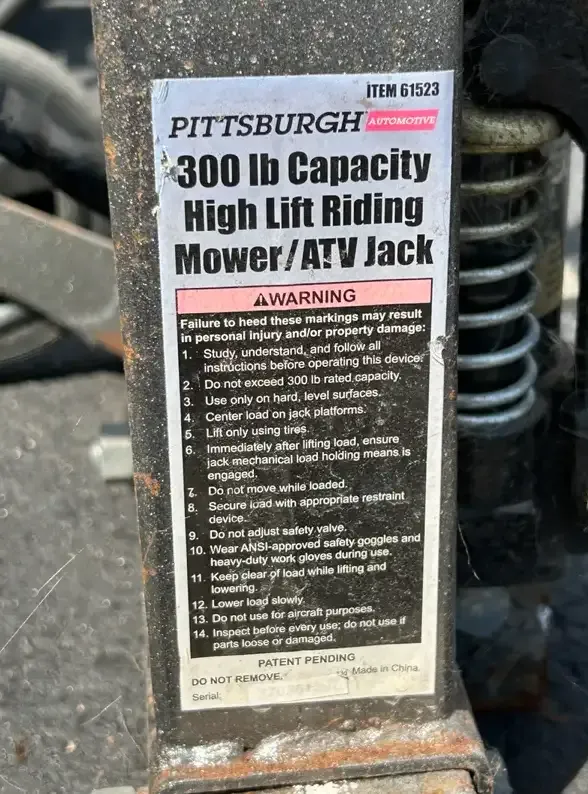 ITEM 61523
PITTSBURGH AUTOMOTIVE
300 lb Capacity
High Lift Riding
Mower/ATV Jack
⚠WARNING
Failure to heed these markings may result
in personal injury and/or property damage:
1. Study, understand, and follow all
instructions before operating this device.
2. Do not exceed 300 lb rated capacity.
3. Use only on hard, level surfaces.
4. Center load on jack platforms.
5. Lift only using tires
6. Immediately after lifting load, ensure
jack mechanical load holding means is
engaged.
7. Do not move while loaded.
8. Secure load with appropriate restraint
device.
9. Do not adjust safety valve.
10. Wear ANSI-approved safety goggles and
heavy-duty work gloves during use.
11. Keep clear of load while lifting and
lowering.
12. Lower load slowly.
13. Do not use for aircraft purposes.
14. Inspect before every use; do not use if
parts loose or damaged.
PATENT PENDING
DO NOT REMOVE. Made in China.
Serial: